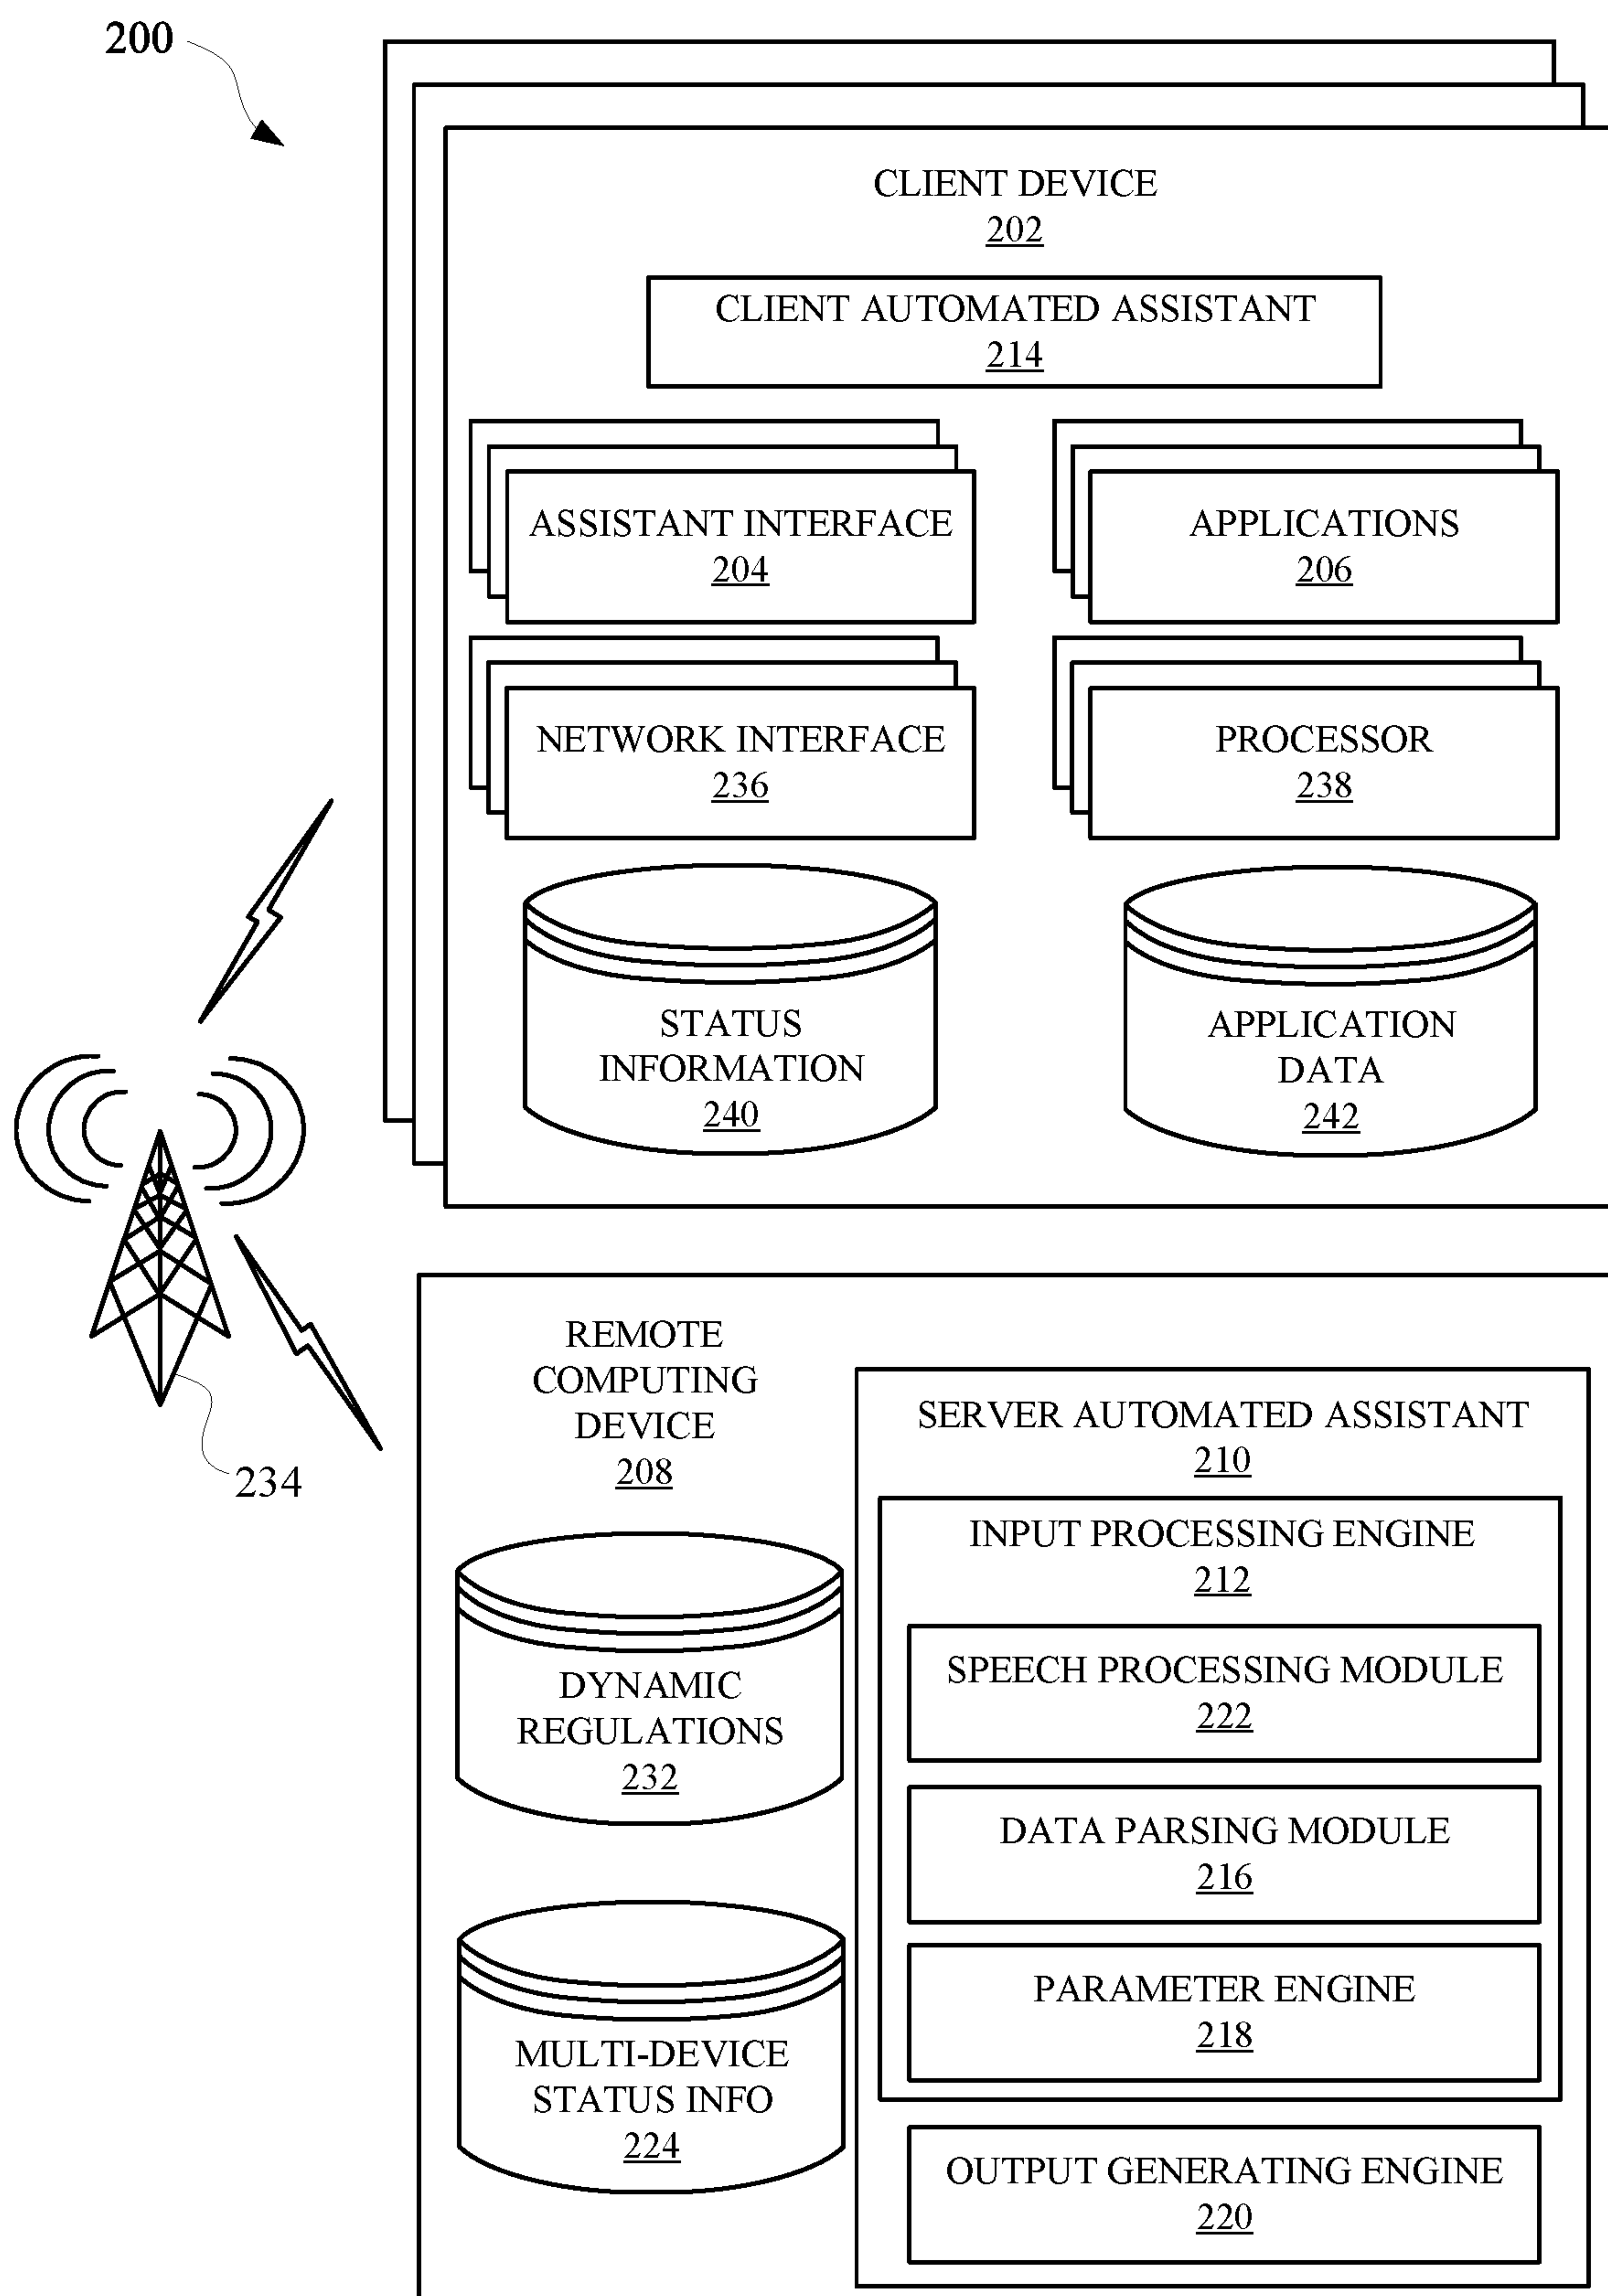 200
CLIENT DEVICE
202
CLIENT AUTOMATED ASSISTANT
214
ASSISTANT INTERFACE
204
APPLICATIONS
206
NETWORK INTERFACE
236
PROCESSOR
238
STATUS
INFORMATION
240
APPLICATION
DATA
242
234
REMOTE
COMPUTING
DEVICE
208
DYNAMIC
REGULATIONS
232
MULTI-DEVICE
STATUS INFO
224
SERVER AUTOMATED ASSISTANT
210
INPUT PROCESSING ENGINE
212
SPEECH PROCESSING MODULE
222
DATA PARSING MODULE
216
PARAMETER ENGINE
218
OUTPUT GENERATING ENGINE
220